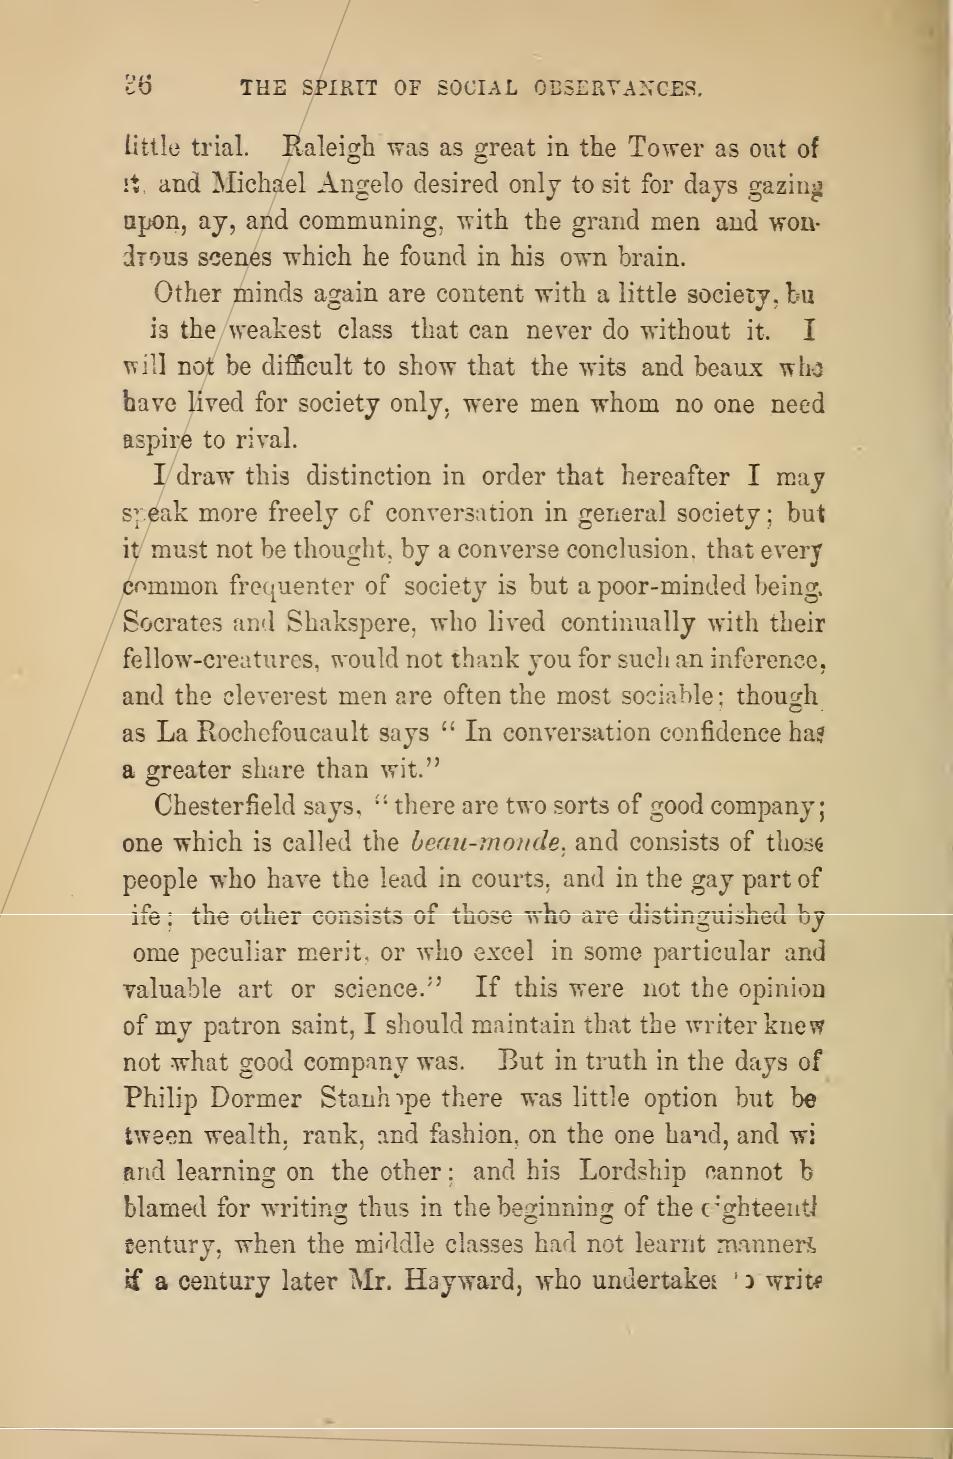 36 THE SPIRIT OF SOCIAL OBSERVANCES.
little trial. Raleigh was as great in the Tower as out of
it, and Michael Angelo desired only to sit for days gazing
upon, ay, and communing, with the grand men and won-
drous scenes which he found in his own brain.
Other minds again are content with a little society, bu
is the weakest class that can never do without it. I
will not be difficult to show that the wits and beaux who
have lived for society only, were men whom no one need
aspire to rival.
I draw this distinction in order that hereafter I may
speak more freely of conversation in general society; but
it must not be thought, by a converse conclusion, that every
common frequenter of society is but a poor-minded being.
Socrates and Shakspere, who lived continually with their
fellow-creatures, would not thank you for such an inference,
and the cleverest men are often the most sociable; though
as La Rochefoucault says “ In conversation confidence has
a greater share than wit.”
Chesterfield says, “ there are two sorts of good company;
one which is called the beau-monde, and consists of those
people who have the lead in courts, and in the gay part of
ife; the other consists of those who are distinguished by
ome peculiar merit, or who excel in some particular and
valuable art or science.” If this were not the opinion
of my patron saint, I should maintain that the writer knew
not what good company was. But in truth in the days of
Philip Dormer Stanhope there was little option but be
tween wealth, rank, and fashion, on the one hand, and wi
and learning on the other; and his Lordship cannot b
blamed for writing thus in the beginning of the eighteentl
century, when the middle classes had not learnt manners,
if a century later Mr. Hayward, who undertakes to write